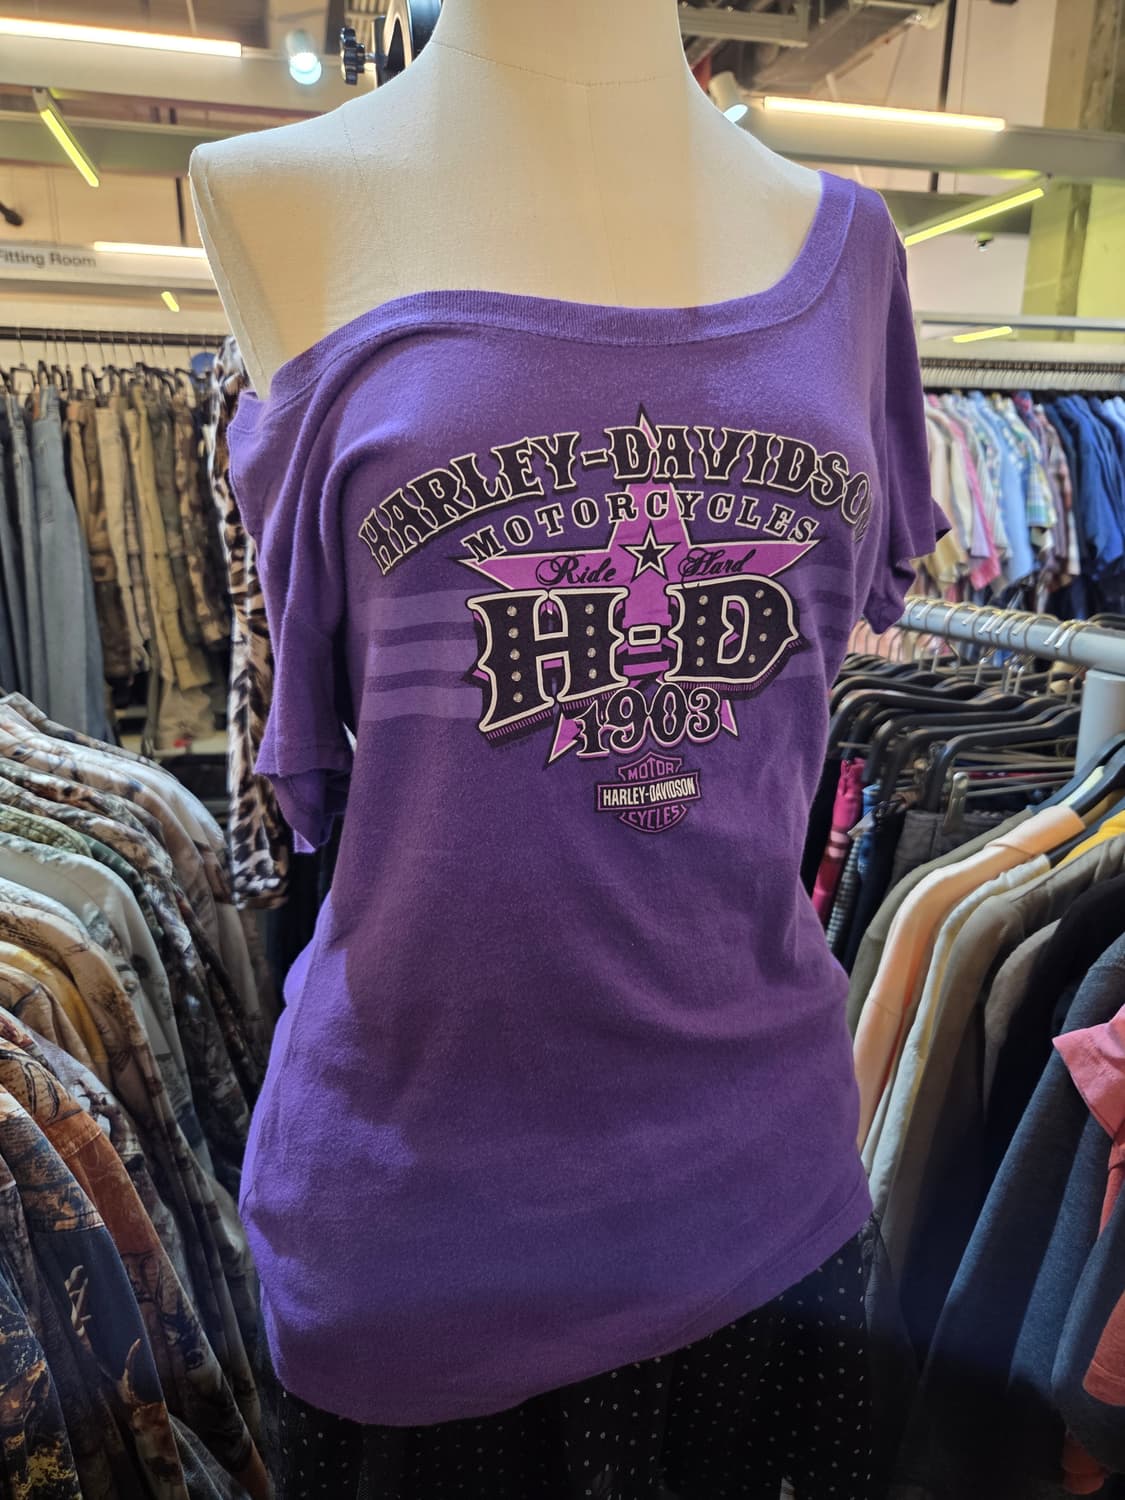 Fitting Room
HARLEY-DAVIDSON
MOTORCYCLES
Ride Hard
H-D
1903
MOTOR
HARLEY-DAVIDSON
CYCLES